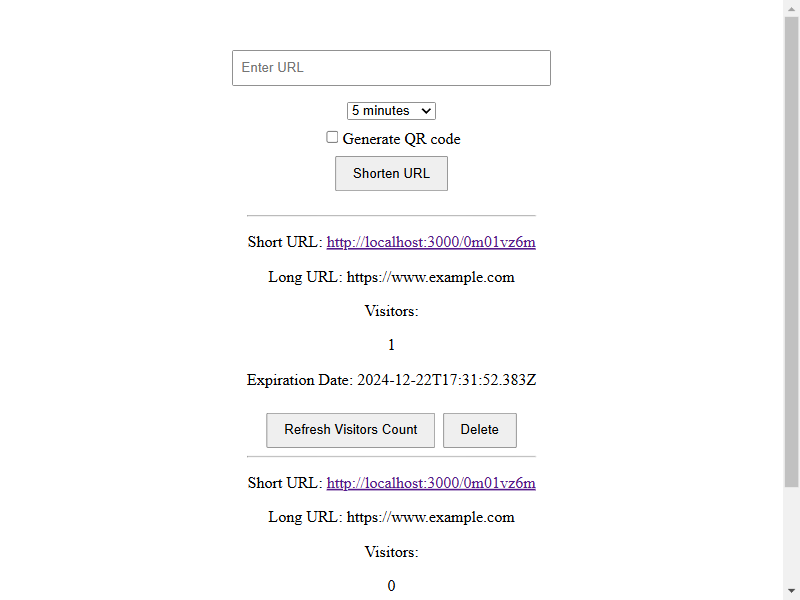 Enter URL
5 minutes
Generate QR code
Shorten URL
Short URL: http://localhost:3000/0m01vz6m
Long URL: https://www.example.com
Visitors:
1
Expiration Date: 2024-12-22T17:31:52.383Z
Refresh Visitors Count Delete
Short URL: http://localhost:3000/0m01vz6m
Long URL: https://www.example.com
Visitors:
0